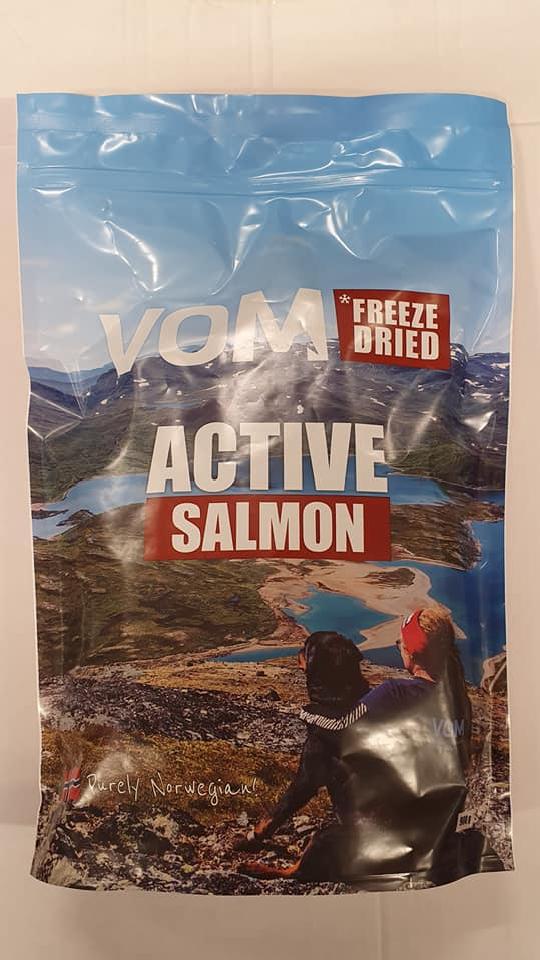 VOM
*FREEZE
DRIED
ACTIVE
SALMON
VOM
Purely Norwegian!